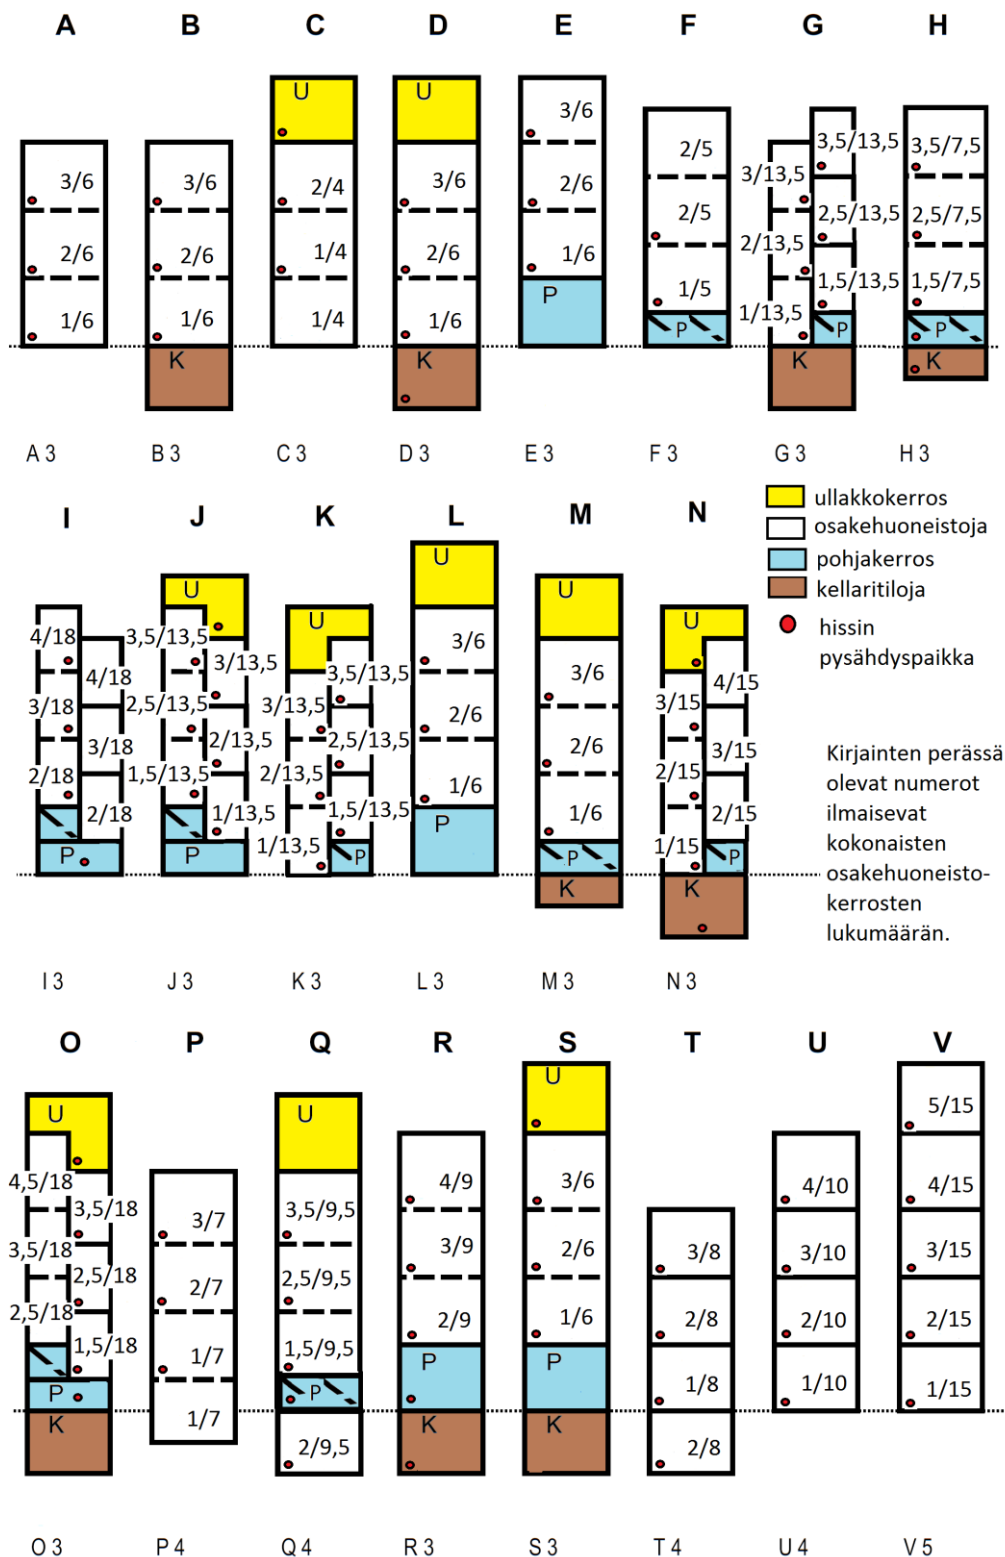 A B C D E F G H
U U
3/6 3/6 2/4 3/6 3/6 2/5 3/13,5 3,5/13,5 3,5/7,5
2/6 2/6 1/4 2/6 2/6 2/5 2/13,5 2,5/13,5 2,5/7,5
1/6 1/6 1/4 1/6 1/6 1/5 1/13,5 1,5/13,5 1,5/7,5
P P P P
K K K K
A 3 B 3 C 3 D 3 E 3 F 3 G 3 H 3
ullakkokerros
osakehuoneistoja
pohjakerros
kellaritiloja
hissin
pysähdyspaikka
Kirjainten perässä
olevat numerot
ilmaisevat
kokonaisten
osakehuoneisto-
kerrosten
lukumäärän.
I J K L M N
U U U U U
4/18 4/18 3,5/13,5 3/13,5 3/13,5 3,5/13,5 3/6 3/6 3/15 4/15
3/18 3/18 2,5/13,5 2/13,5 2/13,5 2,5/13,5 2/6 2/6 2/15 3/15
2/18 2/18 1,5/13,5 1/13,5 1/13,5 1,5/13,5 1/6 1/6 1/15 2/15
P P P P P P
K K
I 3 J 3 K 3 L 3 M 3 N 3
O P Q R S T U V
U U U
5/15
4,5/18 3,5/18 3/7 3,5/9,5 4/9 3/6 3/8 4/10 4/15
3,5/18 2,5/18 2/7 2,5/9,5 3/9 2/6 2/8 3/10 3/15
2,5/18 1,5/18 1/7 1,5/9,5 2/9 1/6 1/8 2/10 2/15
P P P P 1/10 1/15
K 1/7 2/9,5 K K 2/8
O 3 P 4 Q 4 R 3 S 3 T 4 U 4 V 5